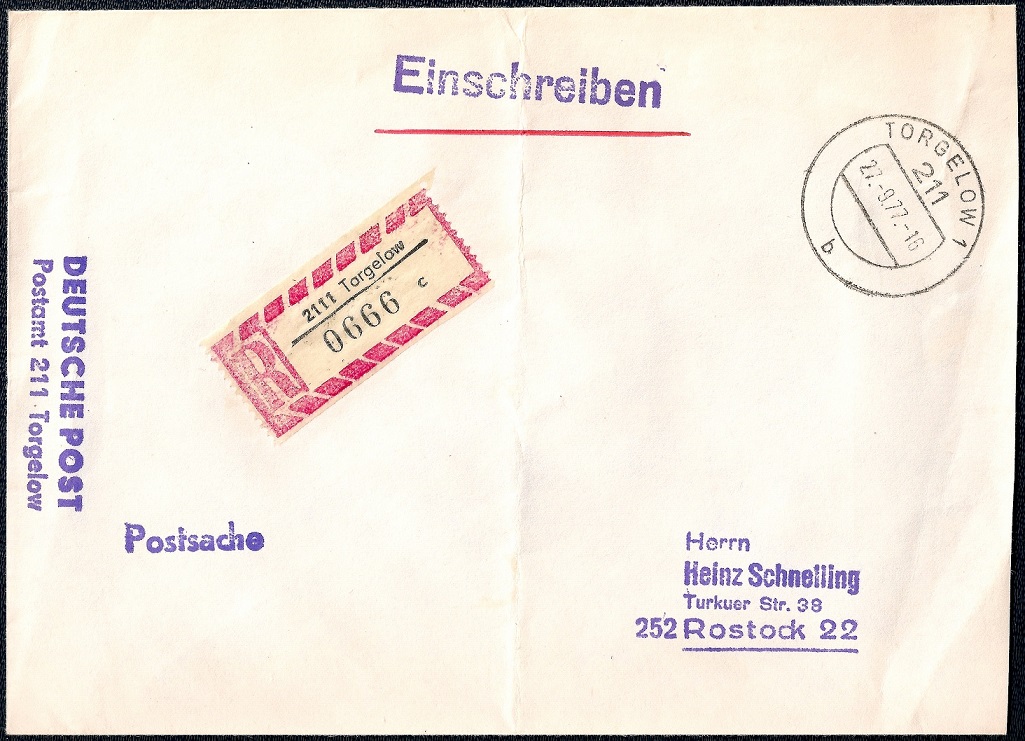 Einschreiben
TORGELOW 1
211
27.-9.77.-16
b
R
2111 Torgelow
0666 c
DEUTSCHE POST
Postamt 211 Torgelow
Postsache
Herrn
Heinz Schnelling
Turkuer Str. 38
252 Rostock 22